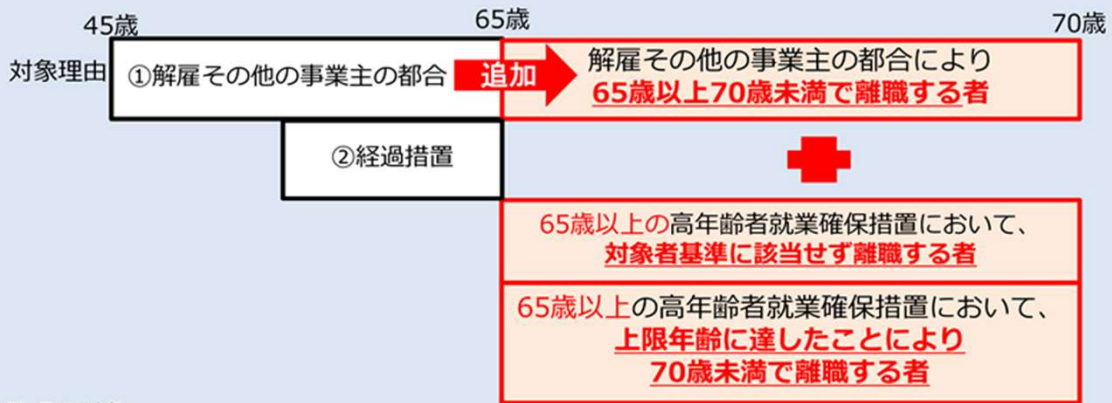 45歳 65歳 70歳
対象理由 ①解雇その他の事業主の都合 追加 解雇その他の事業主の都合により
65歳以上70歳未満で離職する者
②経過措置
65歳以上の高年齢者就業確保措置において、
対象者基準に該当せず離職する者
65歳以上の高年齢者就業確保措置において、
上限年齢に達したことにより
70歳未満で離職する者